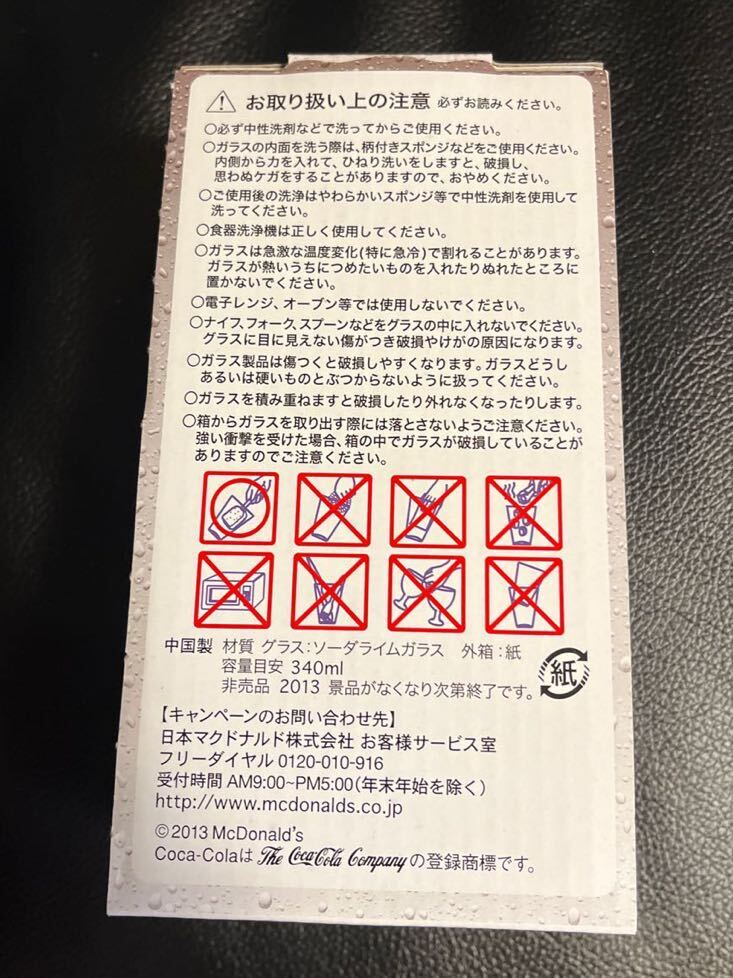 お取り扱い上の注意 必ずお読みください。
○必ず中性洗剤などで洗ってからご使用ください。
○ガラスの内面を洗う際は、柄付きスポンジなどをご使用ください。
内側から力を入れて、ひねり洗いをしますと、破損し、
思わぬケガをすることがありますので、おやめください。
○ご使用後の洗浄はやわらかいスポンジ等で中性洗剤を使用して
洗ってください。
○食器洗浄機は正しく使用してください。
○ガラスは急激な温度変化(特に急冷)で割れることがあります。
ガラスが熱いうちにつめたいものを入れたりぬれたところに
置かないでください。
○電子レンジ、オーブン等では使用しないでください。
○ナイフ、フォーク、スプーンなどをグラスの中に入れないでください。
グラスに目に見えない傷がつき破損やけがの原因になります。
○ガラス製品は傷つくと破損しやすくなります。ガラスどうし
あるいは硬いものとぶつからないように扱ってください。
○ガラスを積み重ねますと破損したり外れなくなったりします。
○箱からガラスを取り出す際には落とさないようご注意ください。
強い衝撃を受けた場合、箱の中でガラスが破損していることが
ありますのでご注意ください。
中国製 材質 グラス:ソーダライムガラス 外箱:紙
容量目安 340ml
非売品 2013 景品がなくなり次第終了です。
紙
【キャンペーンのお問い合わせ先】
日本マクドナルド株式会社 お客様サービス室
フリーダイヤル 0120-010-916
受付時間 AM9:00~PM5:00(年末年始を除く)
http://www.mcdonalds.co.jp
©2013 McDonald's
Coca-Colaは The Coca-Cola Company の登録商標です。